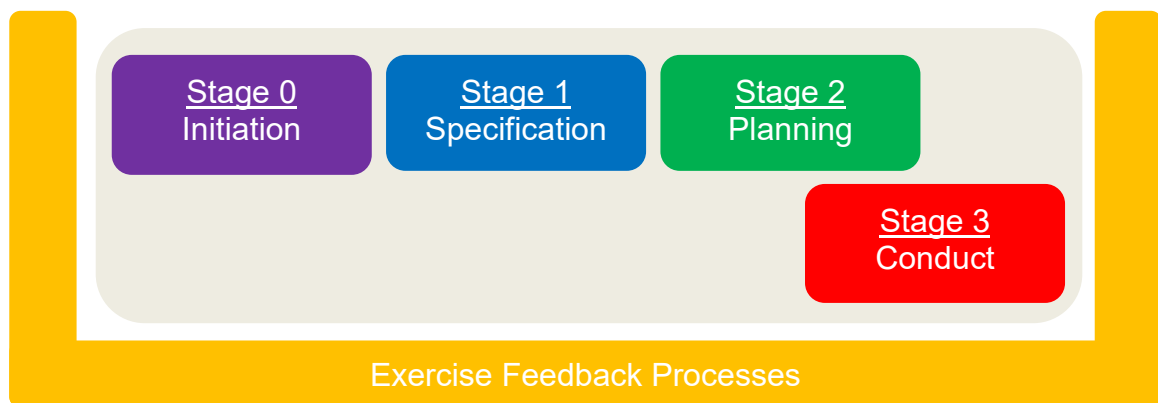 Stage 0
Initiation
Stage 1
Specification
Stage 2
Planning
Stage 3
Conduct
Exercise Feedback Processes